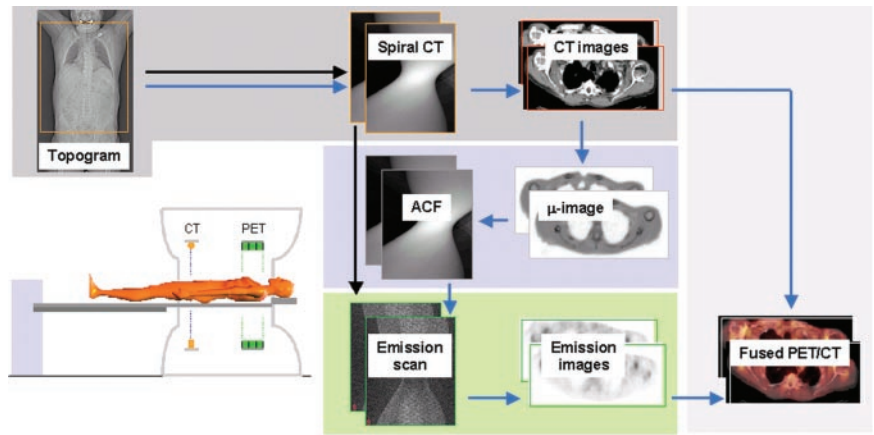 Topogram
Spiral CT
CT images
ACF
μ-image
CT
PET
Emission
scan
Emission
images
Fused PET/CT